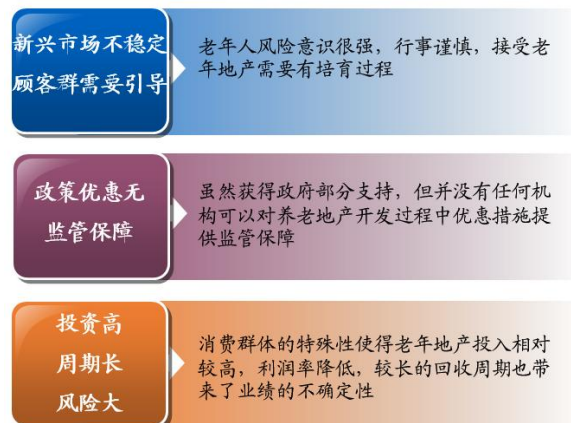 新兴市场不稳定
顾客群需要引导
老年人风险意识很强，行事谨慎，接受老
年地产需要有培育过程
政策优惠无
监管保障
虽然获得政府部分支持，但并没有任何机
构可以对养老地产开发过程中优惠措施提
供监管保障
投资高
周期长
风险大
消费群体的特殊性使得老年地产投入相对
较高，利润率降低，较长的回收周期也带
来了业绩的不确定性